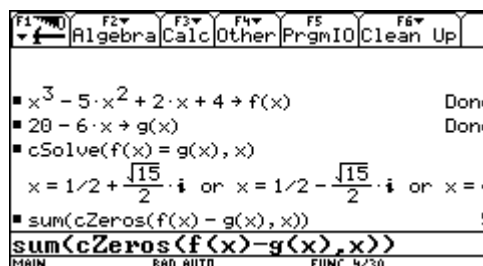 F1 F2 F3 F4 F5 F6
Algebra Calc Other PrgmIO Clean Up
x³ − 5·x² + 2·x + 4 → f(x) Done
20 − 6·x → g(x) Done
cSolve(f(x) = g(x), x)
x = 1/2 + √15/2·i or x = 1/2 − √15/2·i or x =
sum(cZeros(f(x) − g(x), x))
sum(cZeros(f(x)-g(x),x))
MAIN RAD AUTO FUNC 4/30